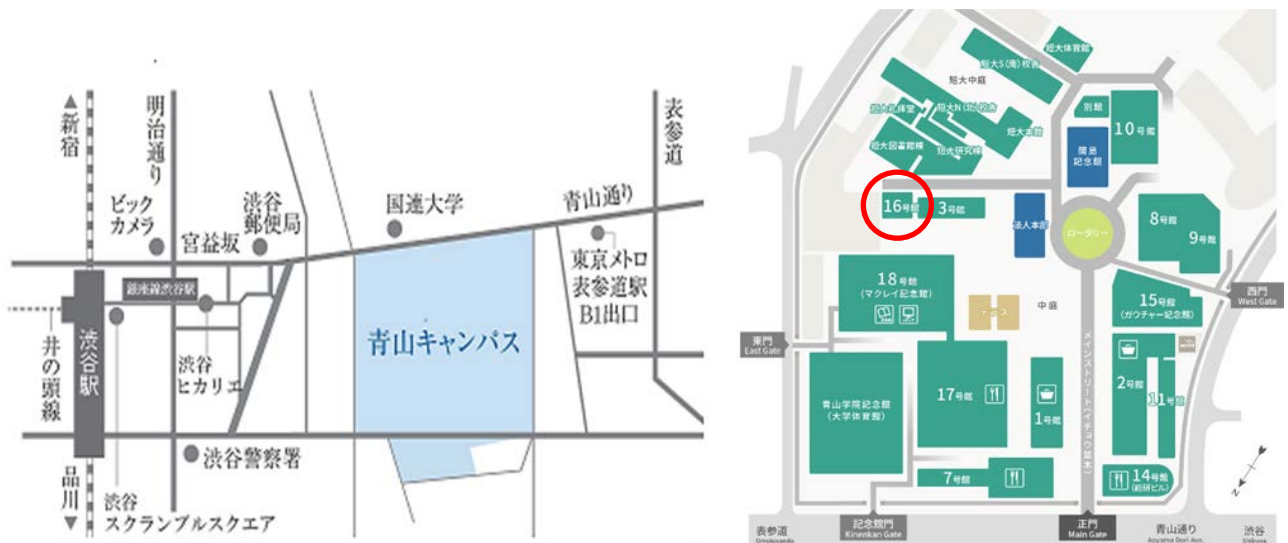 新宿
明治通り
ビック
カメラ
宮益坂
渋谷
郵便局
国連大学
青山通り
表参道
東京メトロ
表参道駅
B1出口
銀座線渋谷駅
青山キャンパス
渋谷
ヒカリエ
渋谷駅
井の頭線
渋谷警察署
品川
渋谷
スクランブルスクエア
短大体育館
短大S(南)校舎
短大中庭
短大礼拝堂
短大N(北)校舎
短大本館
短大図書館棟
短大研究棟
別館
10号館
間島
記念館
16号館
3号館
法人本部
ロータリー
8号館
9号館
18号館
(マクレイ記念館)
中庭
15号館
(ガウチャー記念館)
西門
West Gate
東門
East Gate
メインストリート(イチョウ並木)
2号館
11号館
青山学院記念館
(大学体育館)
17号館
1号館
7号館
14号館
(総研ビル)
N
表参道
Omotesando
記念館門
Kinenkan Gate
正門
Main Gate
青山通り
Aoyama Dori Ave.
渋谷
Shibuya